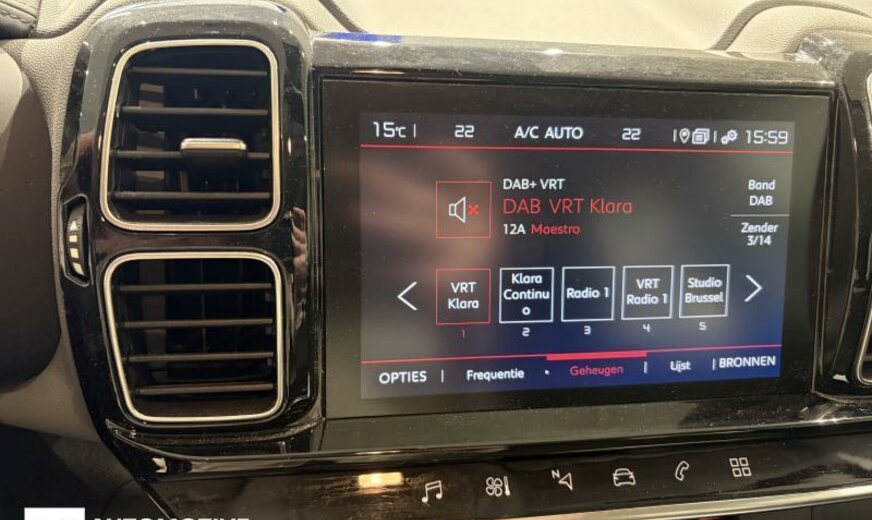 15°C | 22 A/C AUTO 22 15:59
DAB+ VRT
DAB VRT Klara
12A Maestro
Band
DAB
Zender
3/14
VRT
Klara
1
Klara
Continu
o
2
Radio 1
3
VRT
Radio 1
4
Studio
Brussel
5
OPTIES | Frequentie Geheugen | Lijst | BRONNEN
N
AUTOMOTIVE